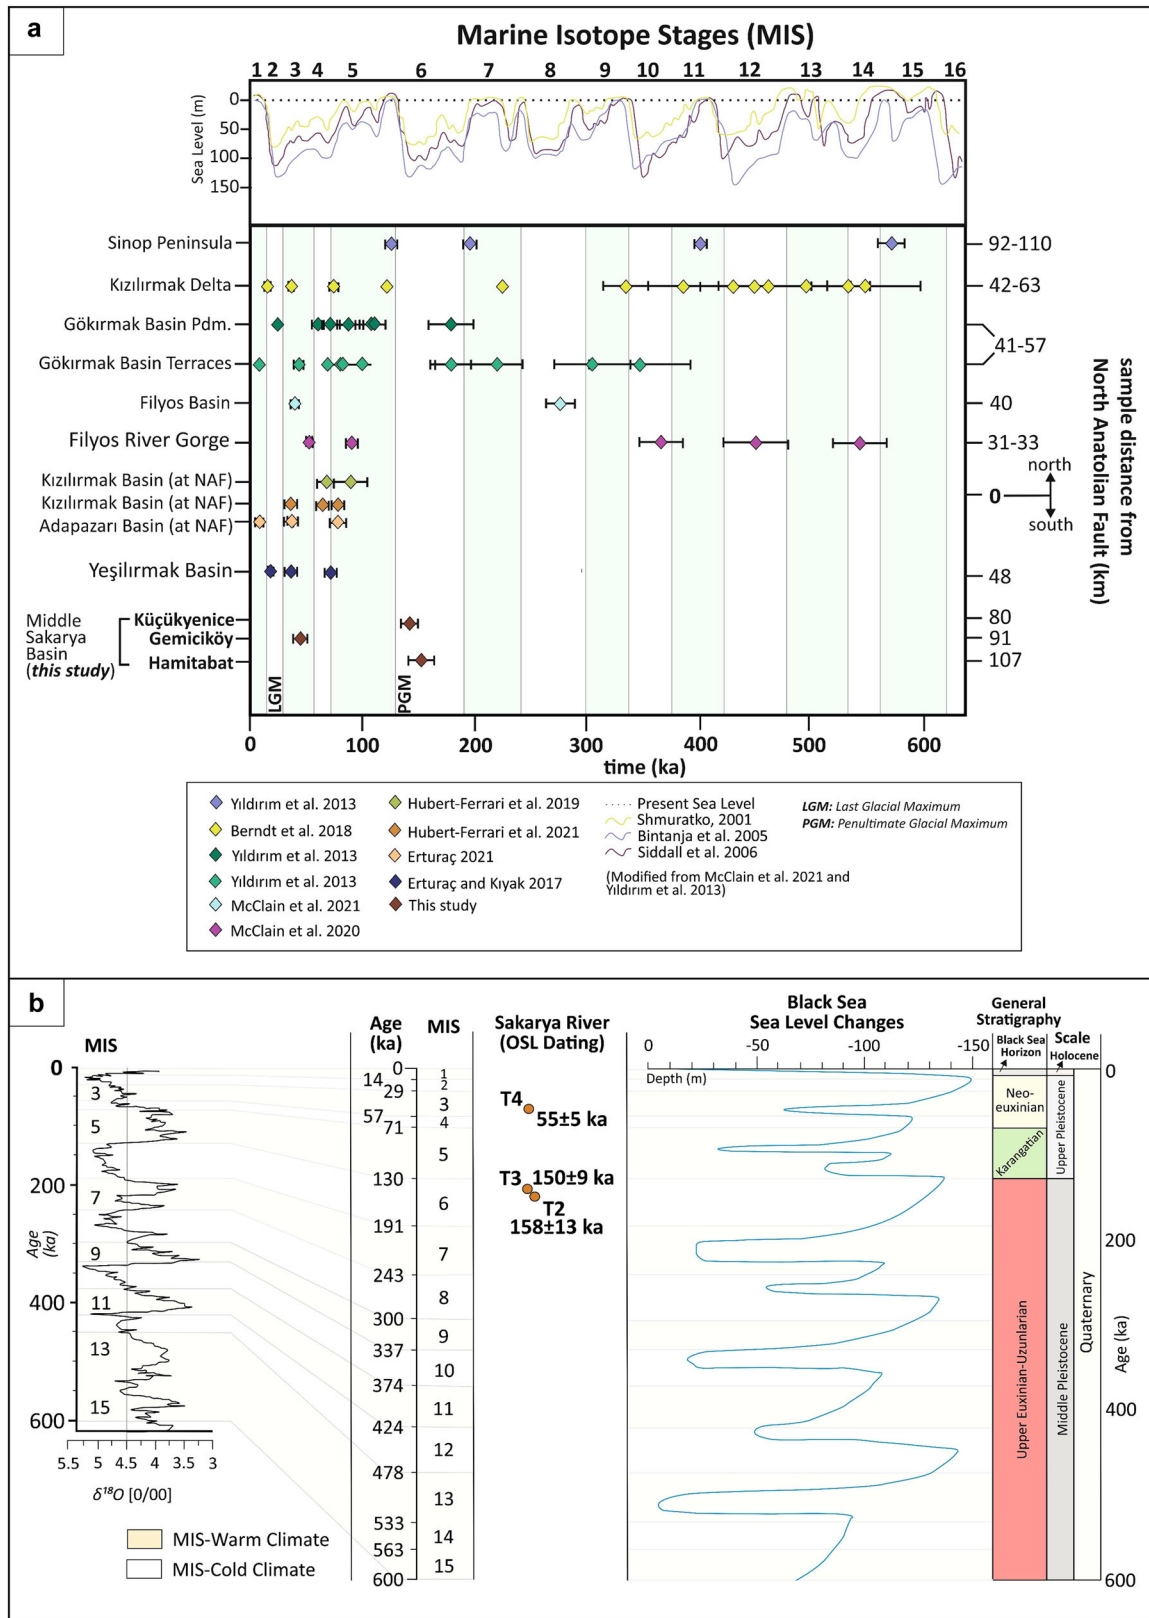 a
Marine Isotope Stages (MIS)
1 2 3 4 5 6 7 8 9 10 11 12 13 14 15 16
Sea Level (m)
0
50
100
150
Sinop Peninsula
92-110
Kızılırmak Delta
42-63
Gökırmak Basin Pdm.
41-57
Gökırmak Basin Terraces
Filyos Basin
40
Filyos River Gorge
31-33
Kızılırmak Basin (at NAF)
Kızılırmak Basin (at NAF)
Adapazarı Basin (at NAF)
north
0
south
Yeşilırmak Basin
48
Middle
Sakarya
Basin
(this study)
Küçükyenice
80
Gemiciköy
91
Hamitabat
107
sample distance from
North Anatolian Fault (km)
LGM
PGM
0 100 200 300 400 500 600
time (ka)
Yıldırım et al. 2013
Berndt et al. 2018
Yıldırım et al. 2013
Yıldırım et al. 2013
McClain et al. 2021
McClain et al. 2020
Hubert-Ferrari et al. 2019
Hubert-Ferrari et al. 2021
Erturaç 2021
Erturaç and Kıyak 2017
This study
Present Sea Level
Shmuratko, 2001
Bintanja et al. 2005
Siddall et al. 2006
(Modified from McClain et al. 2021 and
Yıldırım et al. 2013)
LGM: Last Glacial Maximum
PGM: Penultimate Glacial Maximum
b
MIS
0
200
400
600
Age
(ka)
3
5
7
9
11
13
15
5.5 5 4.5 4 3.5 3
δ18O [0/00]
MIS-Warm Climate
MIS-Cold Climate
Age
(ka)
0
14
29
57
71
130
191
243
300
337
374
424
478
533
563
600
MIS
1
2
3
4
5
6
7
8
9
10
11
12
13
14
15
Sakarya River
(OSL Dating)
T4
55±5 ka
T3 150±9 ka
T2
158±13 ka
Black Sea
Sea Level Changes
0 -50 -100 -150
Depth (m)
General
Stratigraphy
Black Sea
Horizon
Scale
Holocene
Neo-
euxinian
Karangatian
Upper Euxinian-Uzunlarian
Upper Pleistocene
Middle Pleistocene
Quaternary
0
200
400
600
Age (ka)